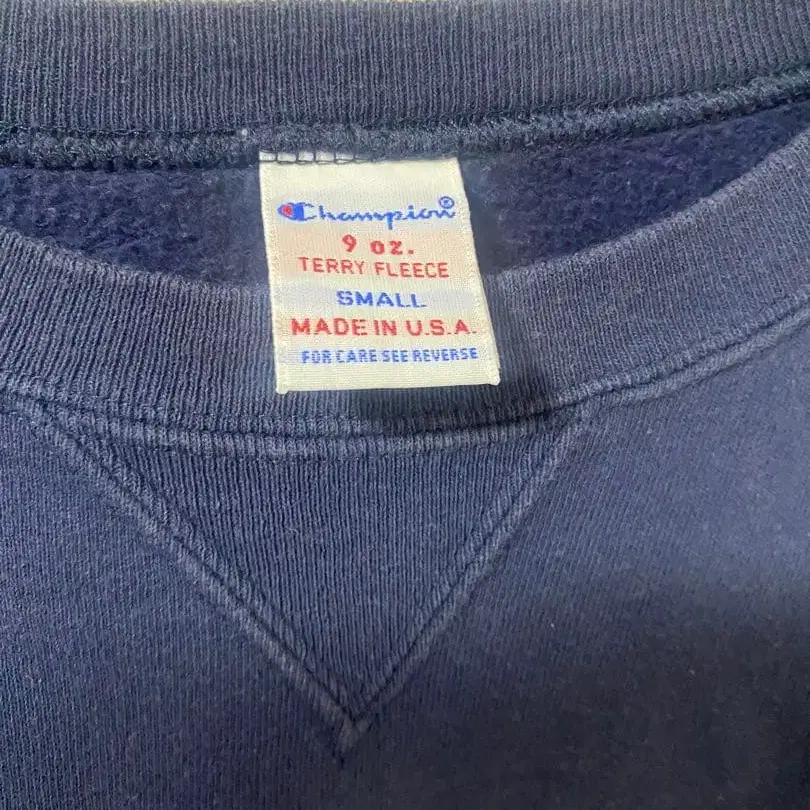 Champion®
9 oz.
TERRY FLEECE
SMALL
MADE IN U.S.A.
FOR CARE SEE REVERSE